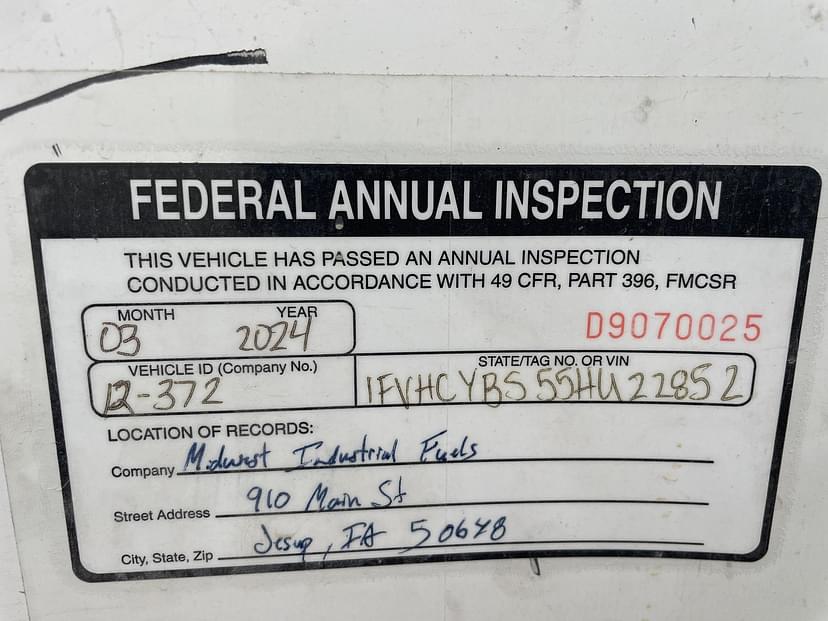 FEDERAL ANNUAL INSPECTION
THIS VEHICLE HAS PASSED AN ANNUAL INSPECTION
CONDUCTED IN ACCORDANCE WITH 49 CFR, PART 396, FMCSR
MONTH YEAR
03 2024
D9070025
VEHICLE ID (Company No.) STATE/TAG NO. OR VIN
12-372 1FVHCYBS55HU22852
LOCATION OF RECORDS:
Company Midwest Industrial Fuels
Street Address 910 Main St
City, State, Zip Jesup, IA 50648